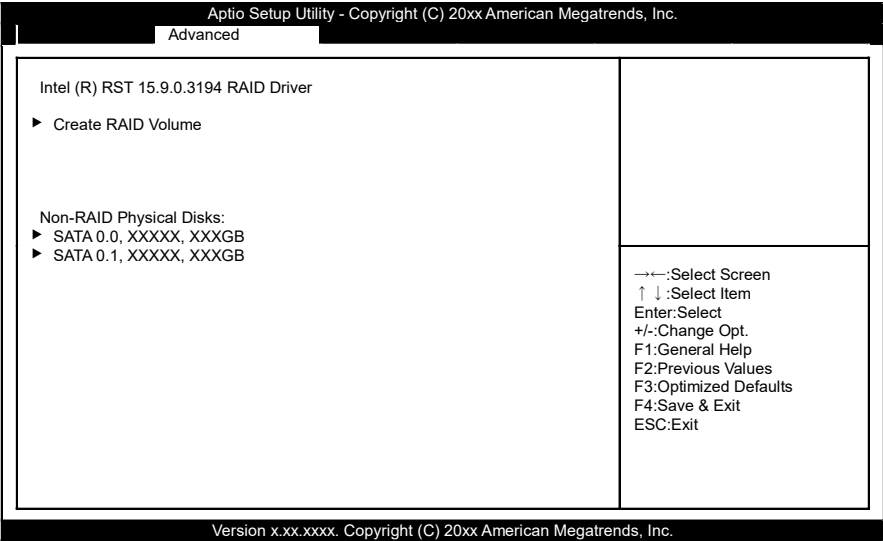 Aptio Setup Utility - Copyright (C) 20xx American Megatrends, Inc.
Advanced
Intel (R) RST 15.9.0.3194 RAID Driver
► Create RAID Volume
Non-RAID Physical Disks:
► SATA 0.0, XXXXX, XXXGB
► SATA 0.1, XXXXX, XXXGB
→←:Select Screen
↑↓:Select Item
Enter:Select
+/-:Change Opt.
F1:General Help
F2:Previous Values
F3:Optimized Defaults
F4:Save & Exit
ESC:Exit
Version x.xx.xxxx. Copyright (C) 20xx American Megatrends, Inc.